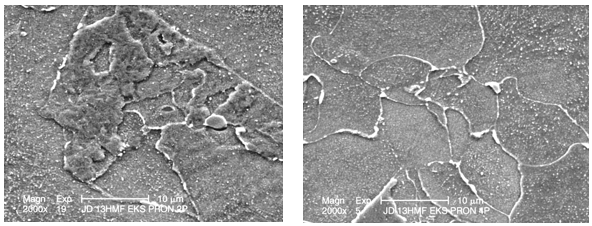 Magn Exp 10 μm
2000x 19 JD 13HMF EKS PRON 2P
Magn Exp 10 μm
2000x 5 JD 13HMF EKS PRON 4P